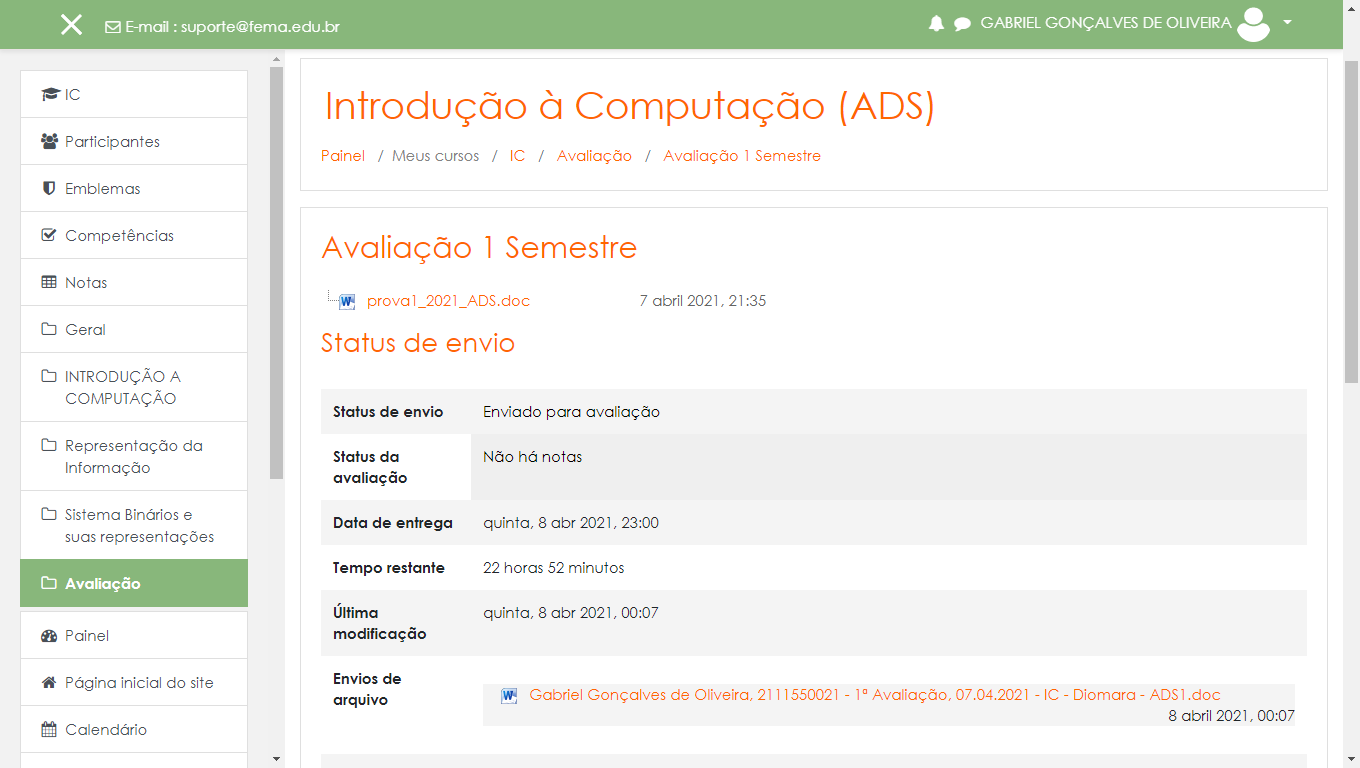 E-mail : suporte@fema.edu.br
GABRIEL GONÇALVES DE OLIVEIRA
IC
Participantes
Emblemas
Competências
Notas
Geral
INTRODUÇÃO A
COMPUTAÇÃO
Representação da
Informação
Sistema Binários e
suas representações
Avaliação
Painel
Página inicial do site
Calendário
Introdução à Computação (ADS)
Painel / Meus cursos / IC / Avaliação / Avaliação 1 Semestre
Avaliação 1 Semestre
prova1_2021_ADS.doc 7 abril 2021, 21:35
Status de envio
Status de envio Enviado para avaliação
Status da
avaliação
Não há notas
Data de entrega quinta, 8 abr 2021, 23:00
Tempo restante 22 horas 52 minutos
Última
modificação
quinta, 8 abr 2021, 00:07
Envios de
arquivo
Gabriel Gonçalves de Oliveira, 2111550021 - 1ª Avaliação, 07.04.2021 - IC - Diomara - ADS1.doc
8 abril 2021, 00:07